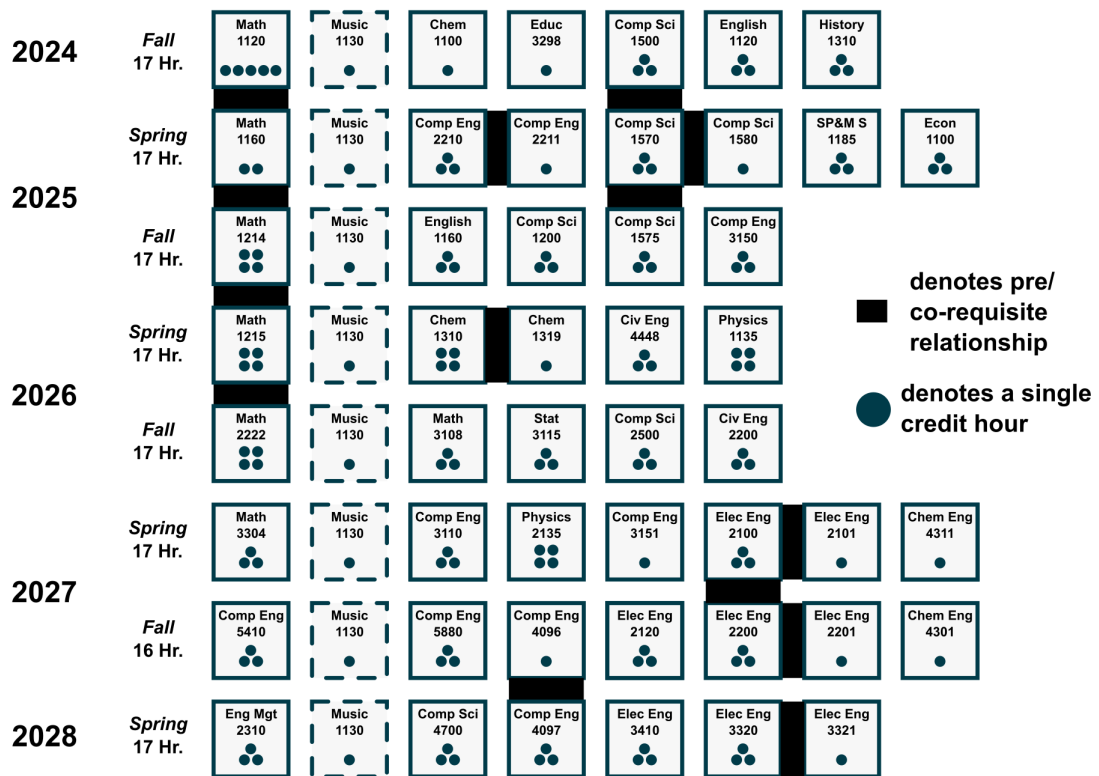 2024
Fall
17 Hr.
Math
1120
Music
1130
Chem
1100
Educ
3298
Comp Sci
1500
English
1120
History
1310
Spring
17 Hr.
Math
1160
Music
1130
Comp Eng
2210
Comp Eng
2211
Comp Sci
1570
Comp Sci
1580
SP&M S
1185
Econ
1100
2025
Fall
17 Hr.
Math
1214
Music
1130
English
1160
Comp Sci
1200
Comp Sci
1575
Comp Eng
3150
denotes pre/
co-requisite
relationship
Spring
17 Hr.
Math
1215
Music
1130
Chem
1310
Chem
1319
Civ Eng
4448
Physics
1135
2026
denotes a single
credit hour
Fall
17 Hr.
Math
2222
Music
1130
Math
3108
Stat
3115
Comp Sci
2500
Civ Eng
2200
Spring
17 Hr.
Math
3304
Music
1130
Comp Eng
3110
Physics
2135
Comp Eng
3151
Elec Eng
2100
Elec Eng
2101
Chem Eng
4311
2027
Fall
16 Hr.
Comp Eng
5410
Music
1130
Comp Eng
5880
Comp Eng
4096
Elec Eng
2120
Elec Eng
2200
Elec Eng
2201
Chem Eng
4301
2028
Spring
17 Hr.
Eng Mgt
2310
Music
1130
Comp Sci
4700
Comp Eng
4097
Elec Eng
3410
Elec Eng
3320
Elec Eng
3321